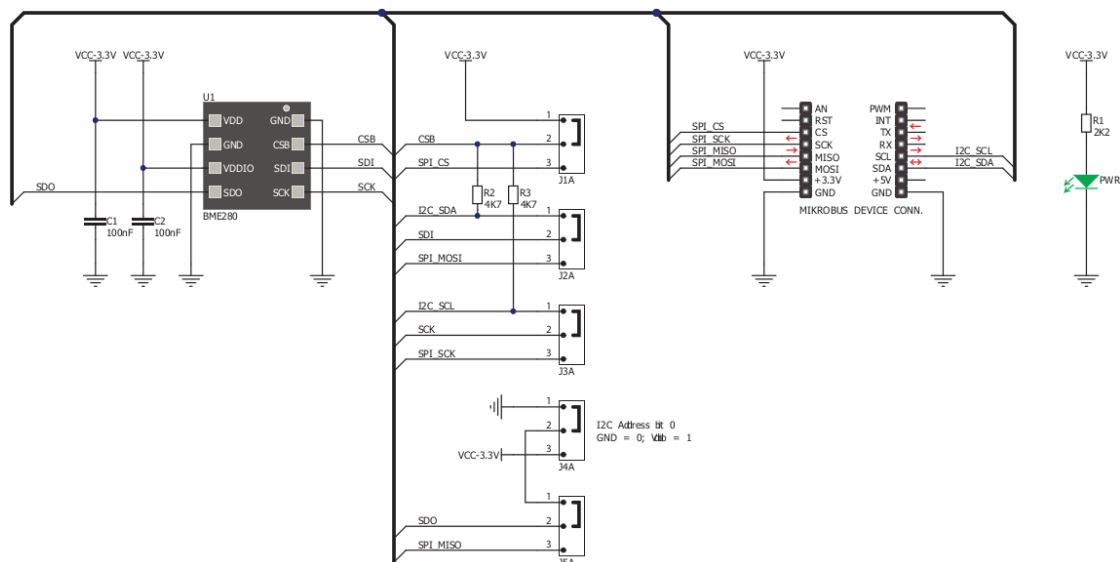 VCC-3.3V VCC-3.3V VCC-3.3V VCC-3.3V VCC-3.3V
U1
VDD GND
GND CSB
VDDIO SDI
SDO SCK
BME280
SDO
CSB
SDI
SCK
C1
100nF
C2
100nF
1
CSB 2
SPI_CS 3
J1A
R2
4K7
R3
4K7
I2C_SDA 1
SDI 2
SPI_MOSI 3
J2A
I2C_SCL 1
SCK 2
SPI_SCK 3
J3A
1
2
VCC-3.3V 3
J4A
I2C Address bit 0
GND = 0; = 1
1
SDO 2
SPI_MISO 3
J5A
SPI_CS
SPI_SCK
SPI_MISO
SPI_MOSI
AN PWM
RST INT
CS TX
SCK RX
MISO SCL
MOSI SDA
+3.3V +5V
GND GND
I2C_SCL
I2C_SDA
MIKROBUS DEVICE CONN.
R1
2K2
PWR